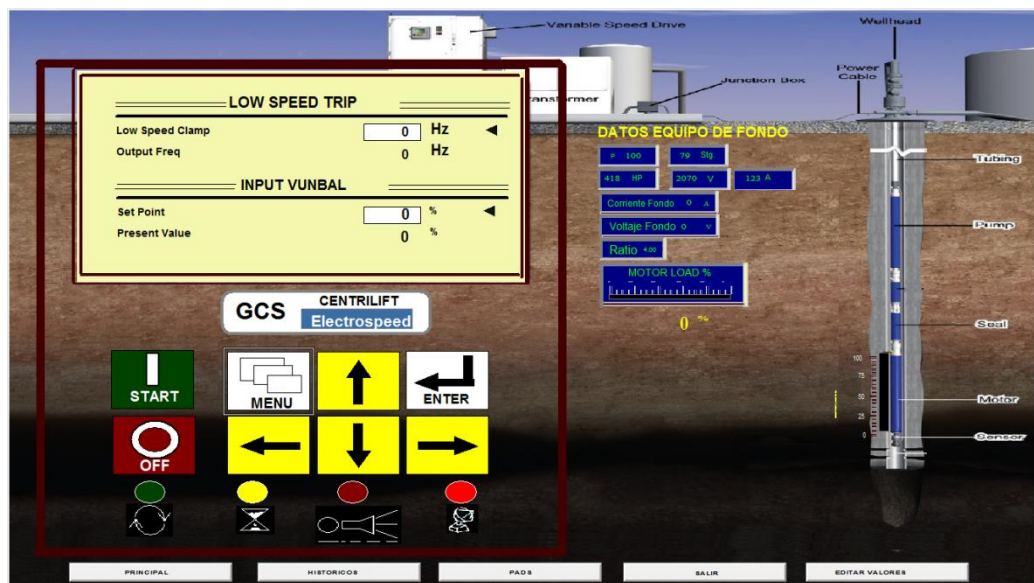 Variable Speed Drive
Wellhead
Power
Cable
Junction Box
transformer
LOW SPEED TRIP
Low Speed Clamp 0 Hz
Output Freq 0 Hz
INPUT VUNBAL
Set Point 0 %
Present Value 0 %
GCS CENTRILIFT
Electrospeed
START
MENU
ENTER
OFF
DATOS EQUIPO DE FONDO
P 100 79 Stg.
418 HP 2070 V 123 A
Corriente Fondo 0 A
Voltaje Fondo 0 V
Ratio 4.00
MOTOR LOAD %
0 %
Tubing
Pump
Seal
100
75
50
25
0
Motor
Sensor
PRINCIPAL
HISTORICOS
PADS
SALIR
EDITAR VALORES